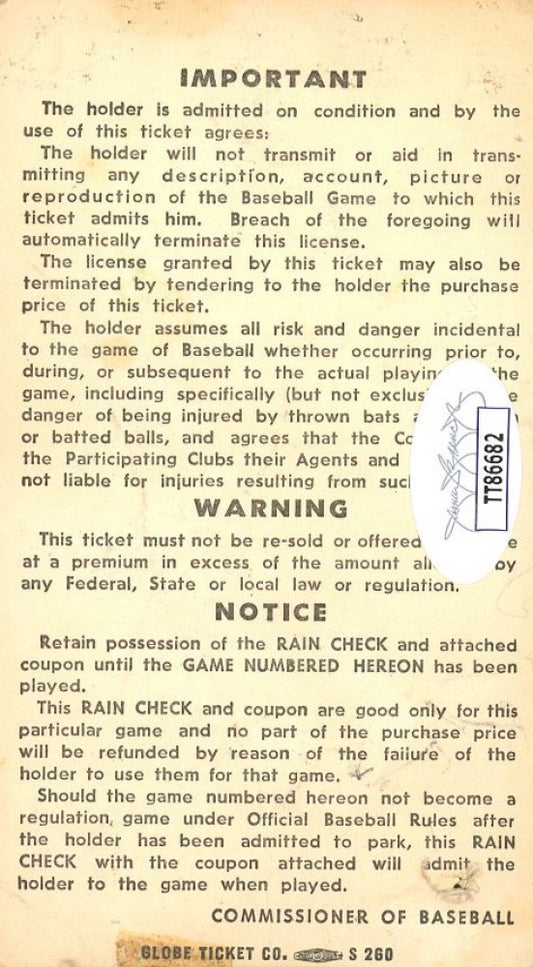 IMPORTANT
The holder is admitted on condition and by the
use of this ticket agrees:
The holder will not transmit or aid in trans-
mitting any description, account, picture or
reproduction of the Baseball Game to which this
ticket admits him. Breach of the foregoing will
automatically terminate this license.
The license granted by this ticket may also be
terminated by tendering to the holder the purchase
price of this ticket.
The holder assumes all risk and danger incidental
to the game of Baseball whether occurring prior to,
during, or subsequent to the actual playing the
game, including specifically (but not
danger of being injured by thrown bats
or batted balls, and agrees that the
the Participating Clubs their Agents and
not liable for injuries resulting from
TT86682
WARNING
This ticket must not be re-sold or offered
at a premium in excess of the amount by
any Federal, State or local law or regulation.
NOTICE
Retain possession of the RAIN CHECK and attached
coupon until the GAME NUMBERED HEREON has been
played.
This RAIN CHECK and coupon are good only for this
particular game and no part of the purchase price
will be refunded by reason of the failure of the
holder to use them for that game.
Should the game numbered hereon not become a
regulation game under Official Baseball Rules after
the holder has been admitted to park, this RAIN
CHECK with the coupon attached will admit the
holder to the game when played.
COMMISSIONER OF BASEBALL
GLOBE TICKET CO. S 260